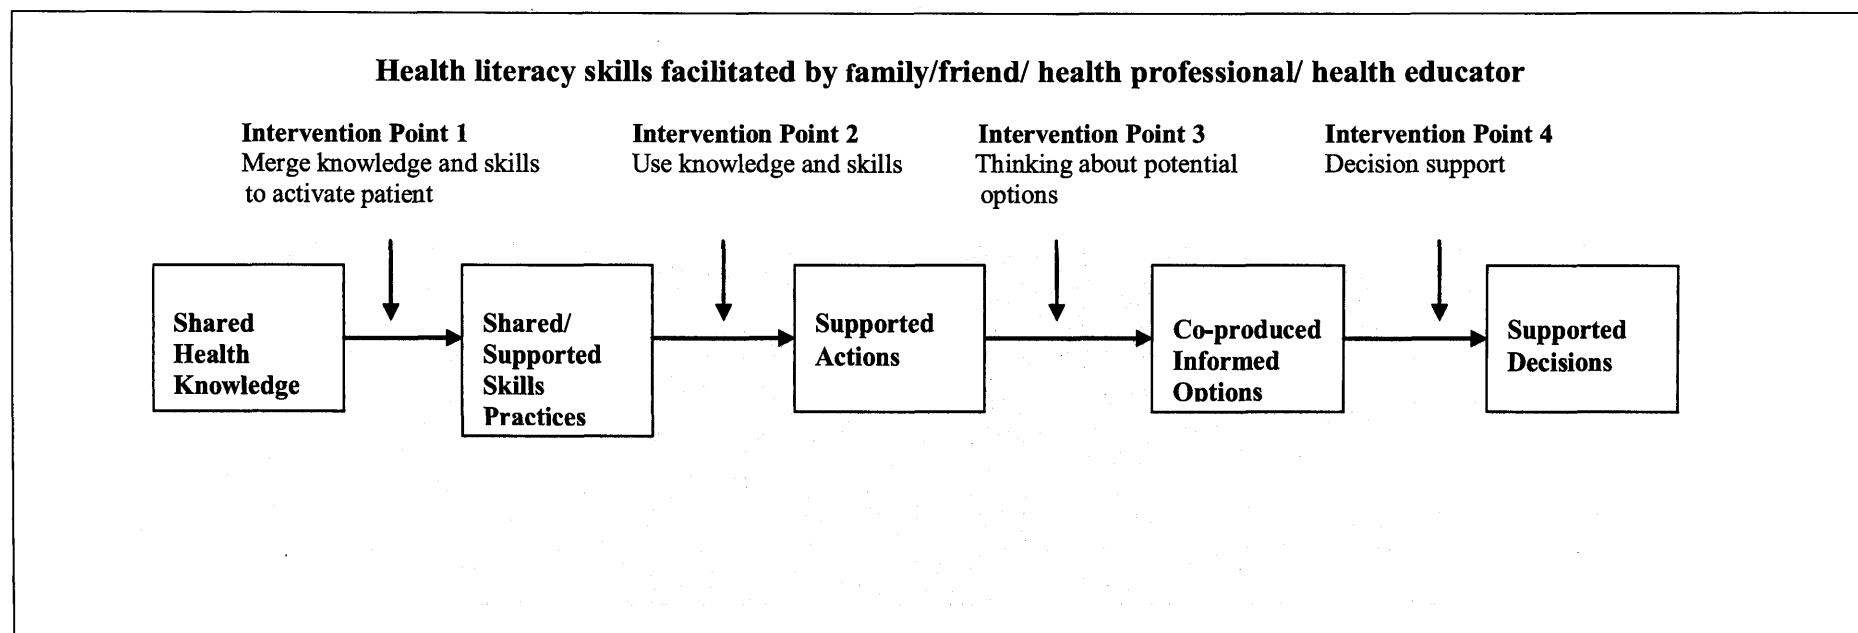 Health literacy skills facilitated by family/friend/ health professional/ health educator
Intervention Point 1
Merge knowledge and skills
to activate patient
Intervention Point 2
Use knowledge and skills
Intervention Point 3
Thinking about potential
options
Intervention Point 4
Decision support
Shared
Health
Knowledge
Shared/
Supported
Skills
Practices
Supported
Actions
Co-produced
Informed
Options
Supported
Decisions